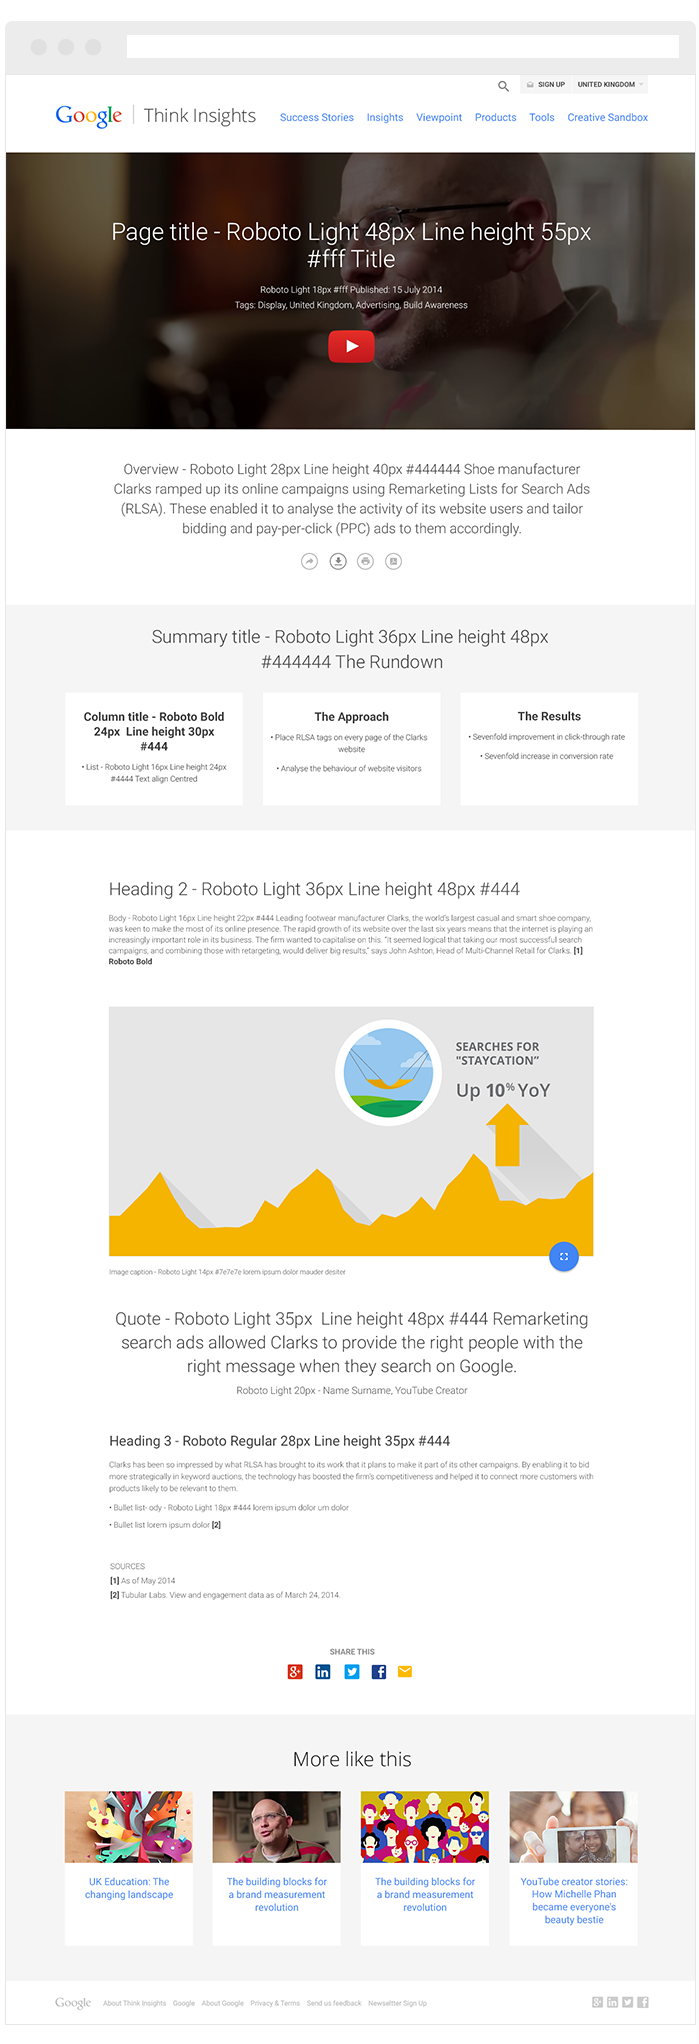 SIGN UP UNITED KINGDOM
Google Think Insights Success Stories Insights Viewpoint Products Tools Creative Sandbox
Page title - Roboto Light 48px Line height 55px
#fff Title
Roboto Light 18px #fff Published: 15 July 2014
Tags: Display, United Kingdom, Advertising, Build Awareness
Overview - Roboto Light 28px Line height 40px #444444 Shoe manufacturer
Clarks ramped up its online campaigns using Remarketing Lists for Search Ads
(RLSA). These enabled it to analyse the activity of its website users and tailor
bidding and pay-per-click (PPC) ads to them accordingly.
Summary title - Roboto Light 36px Line height 48px
#444444 The Rundown
Column title - Roboto Bold
24px Line height 30px
#444
• List - Roboto Light 16px Line height 24px
#4444 Text align Centred
The Approach
• Place RLSA tags on every page of the Clarks
website
• Analyse the behaviour of website visitors
The Results
• Sevenfold improvement in click-through rate
• Sevenfold increase in conversion rate
Heading 2 - Roboto Light 36px Line height 48px #444
Body - Roboto Light 16px Line height 22px #444 Leading footwear manufacturer Clarks, the world's largest casual and smart shoe company,
was keen to make the most of its online presence. The rapid growth of its website over the last six years means that the internet is playing an
increasingly important role in its business. The firm wanted to capitalise on this. "it seemed logical that taking our most successful search
campaigns, and combining those with retargeting, would deliver big results," says John Ashton, Head of Multi-Channel Retail for Clarks. [1]
Roboto Bold
SEARCHES FOR
"STAYCATION"
Up 10% YoY
Image caption - Roboto Light 14px #7e7e7e lorem ipsum dolor mauder desiter
Quote - Roboto Light 35px Line height 48px #444 Remarketing
search ads allowed Clarks to provide the right people with the
right message when they search on Google.
Roboto Light 20px - Name Surname, YouTube Creator
Heading 3 - Roboto Regular 28px Line height 35px #444
Clarks has been so impressed by what RLSA has brought to its work that it plans to make it part of its other campaigns. By enabling it to bid
more strategically in keyword auctions, the technology has boosted the firm's competitiveness and helped it to connect more customers with
products likely to be relevant to them.
• Bullet list- ody - Roboto Light 18px #444 lorem ipsum dolor um dolor
• Bullet list lorem ipsum dolor [2]
SOURCES
[1] As of May 2014
[2] Tubular Labs. View and engagement data as of March 24, 2014.
SHARE THIS
More like this
UK Education: The
changing landscape
The building blocks for
a brand measurement
revolution
The building blocks for
a brand measurement
revolution
YouTube creator stories:
How Michelle Phan
became everyone's
beauty bestie
Google About Think Insights Google About Google Privacy & Terms Send us feedback Newseltter Sign Up